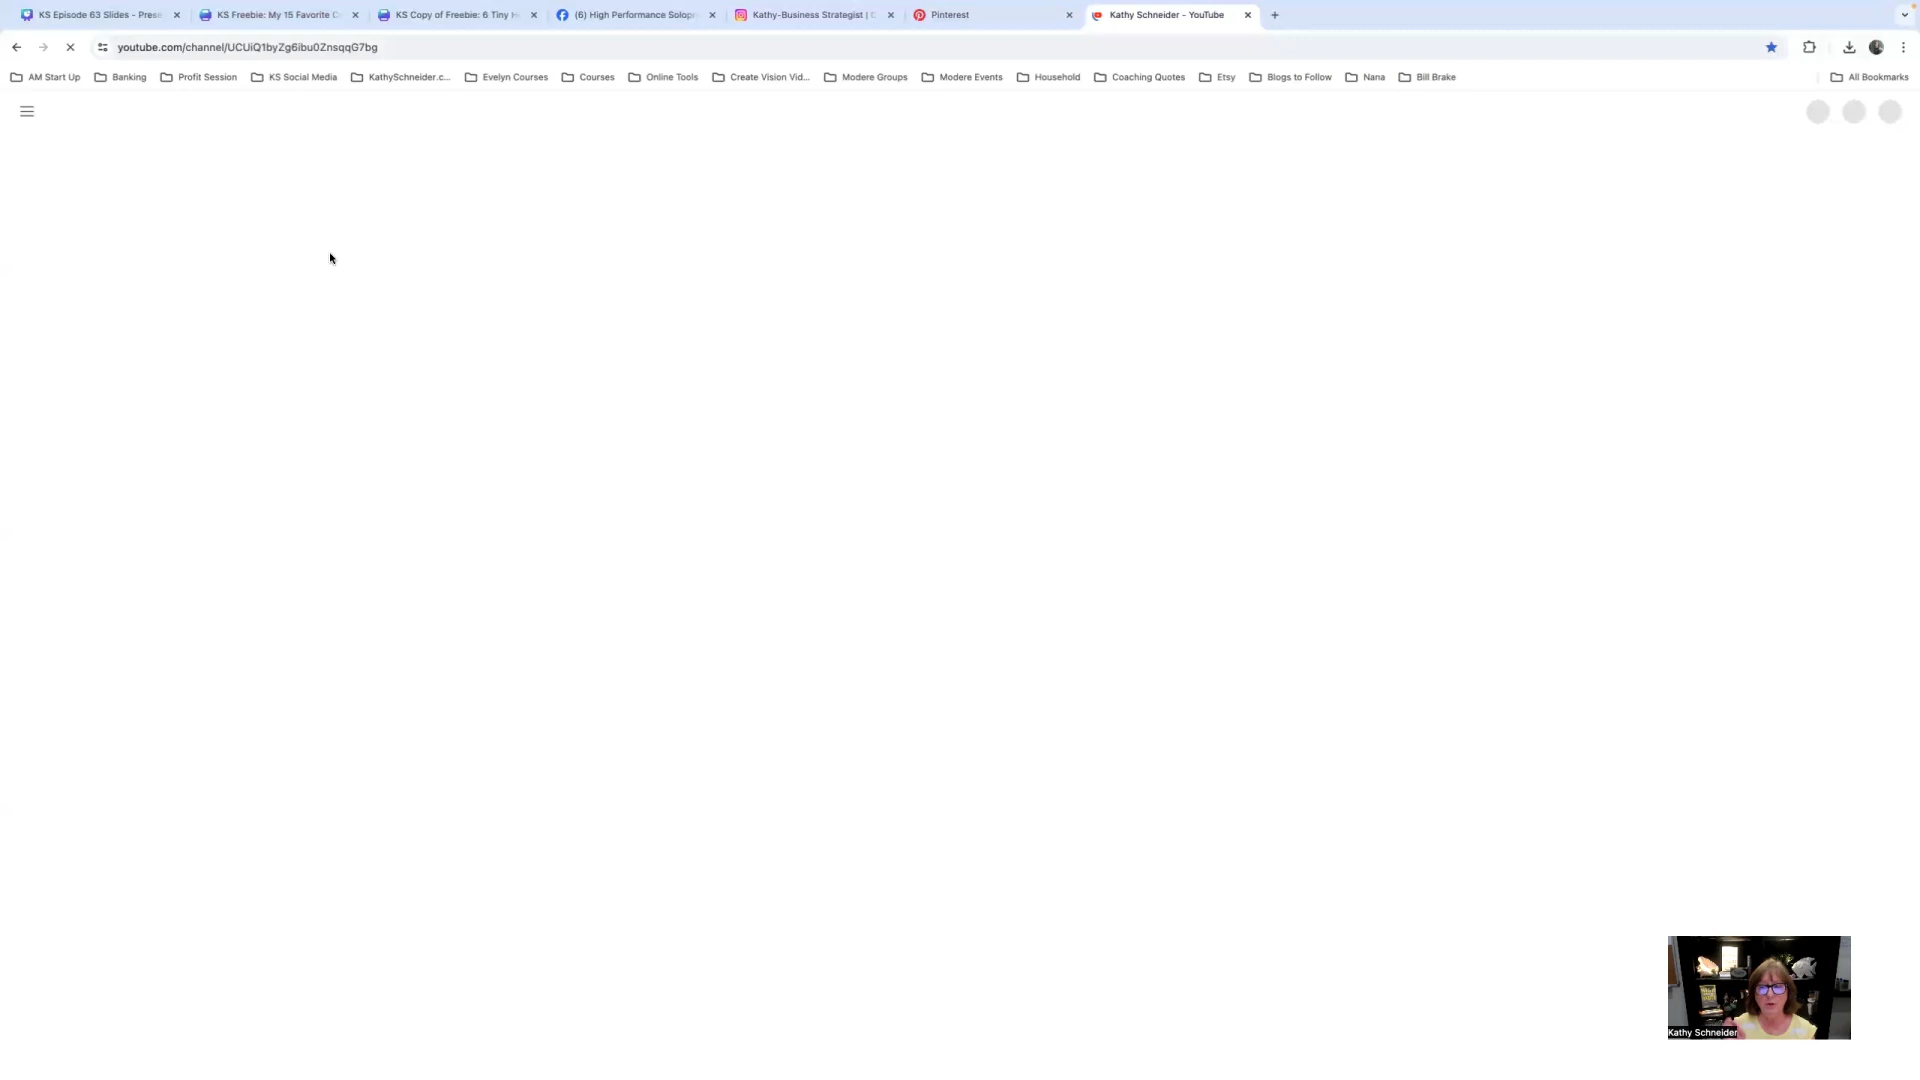 KS Episode 63 Slides - Prese
KS Freebie: My 15 Favorite C
KS Copy of Freebie: 6 Tiny H
(6) High Performance Solopr
Kathy-Business Strategist |
Pinterest
Kathy Schneider - YouTube
youtube.com/channel/UCUiQ1byZg6ibu0ZnsqqG7bg
AM Start Up
Banking
Profit Session
KS Social Media
KathySchneider.c...
Evelyn Courses
Courses
Online Tools
Create Vision Vid...
Modere Groups
Modere Events
Household
Coaching Quotes
Etsy
Blogs to Follow
Nana
Bill Brake
All Bookmarks
Kathy Schneider